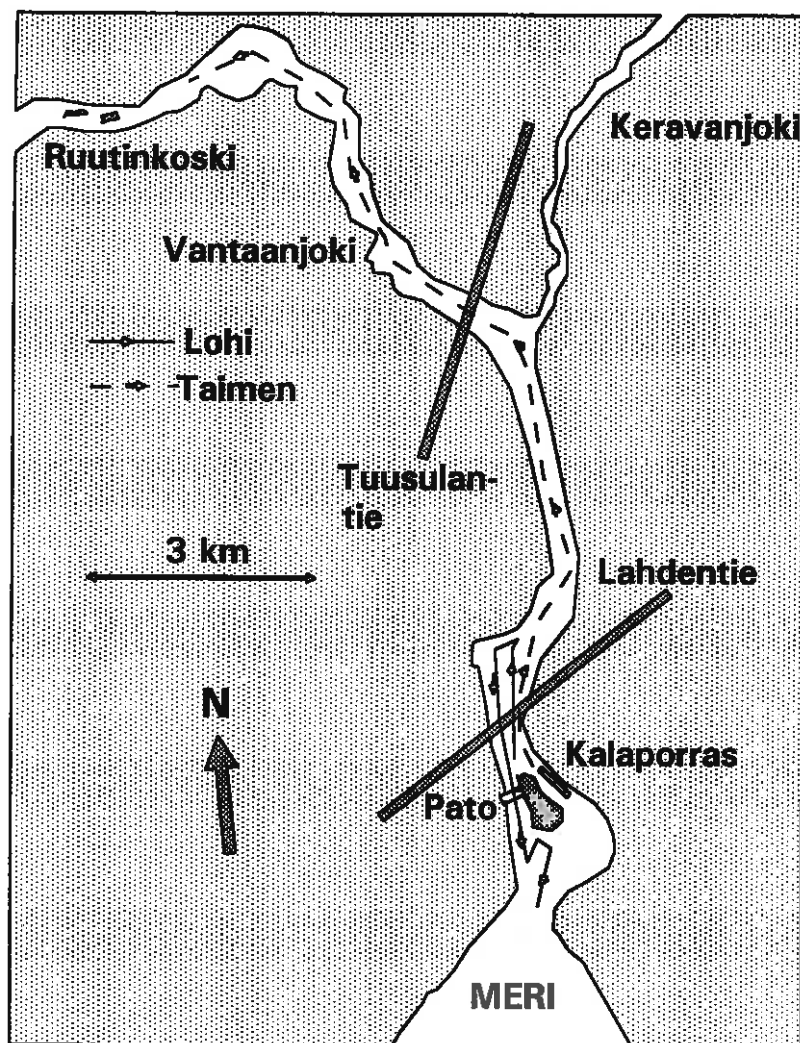 Keravanjoki
Ruutinkoski
Vantaanjoki
Lohi
Taimen
Tuusulan-
tie
3 km
Lahdentie
N
Kalaporras
Pato
MERI